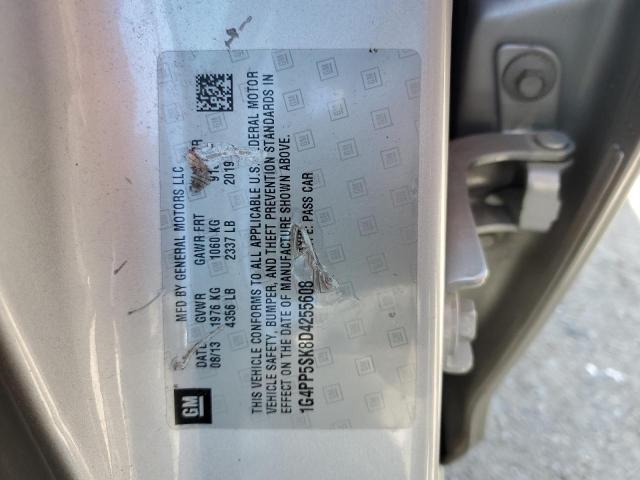 GM
MFD BY GENERAL MOTORS LLC
GVWR GAWR FRT
08/13 1976 KG 1060 KG
4356 LB 2337 LB 2019
THIS VEHICLE CONFORMS TO ALL APPLICABLE U.S. FEDERAL MOTOR
VEHICLE SAFETY, BUMPER, AND THEFT PREVENTION STANDARDS IN
EFFECT ON THE DATE OF MANUFACTURE SHOWN ABOVE.
1G4PP5SK8D4255608 PASS CAR